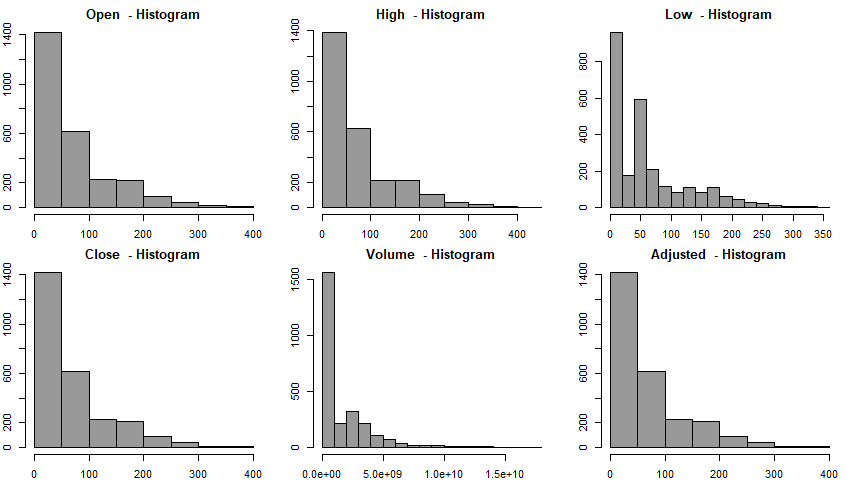 Open - Histogram
1400
1000
600
200
0
0 100 200 300 400
High - Histogram
1400
1000
600
200
0
0 100 200 300 400
Low - Histogram
800
600
400
200
0
0 50 100 150 200 250 300 350
Close - Histogram
1400
1000
600
200
0
0 100 200 300 400
Volume - Histogram
1500
1000
500
0
0.0e+00 5.0e+09 1.0e+10 1.5e+10
Adjusted - Histogram
1400
1000
600
200
0
0 100 200 300 400